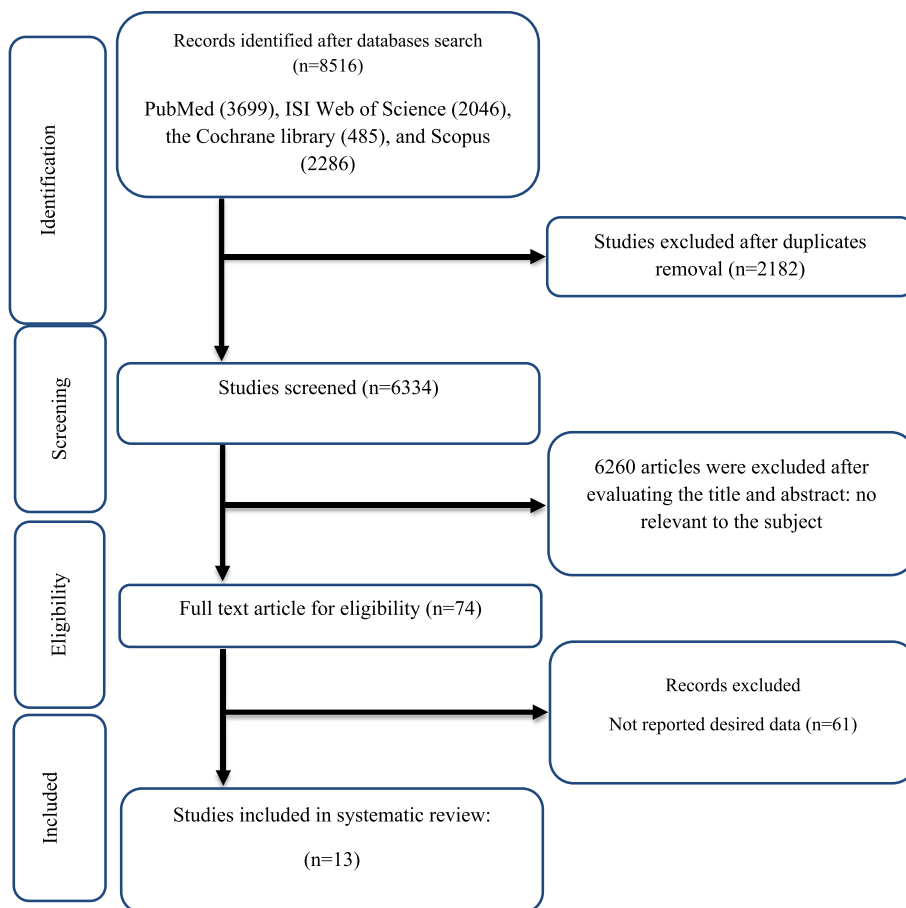 Identification
Records identified after databases search
(n=8516)
PubMed (3699), ISI Web of Science (2046),
the Cochrane library (485), and Scopus
(2286)
Studies excluded after duplicates
removal (n=2182)
Screening
Studies screened (n=6334)
6260 articles were excluded after
evaluating the title and abstract: no
relevant to the subject
Eligibility
Full text article for eligibility (n=74)
Records excluded
Not reported desired data (n=61)
Included
Studies included in systematic review:
(n=13)